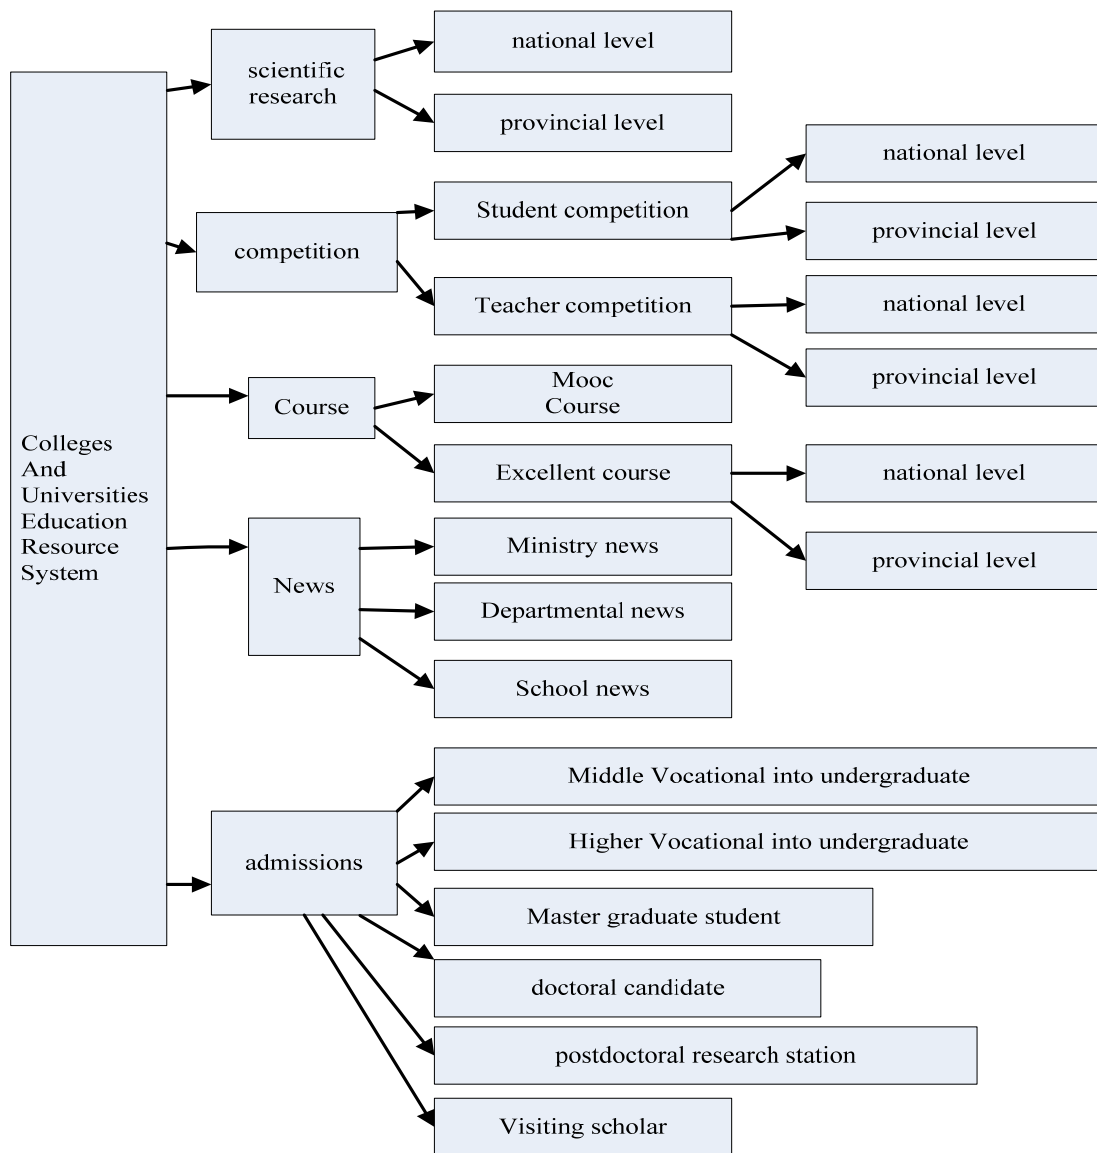 Colleges
And
Universities
Education
Resource
System
scientific
research
national level
provincial level
competition
Student competition
national level
provincial level
Teacher competition
national level
provincial level
Course
Mooc
Course
Excellent course
national level
provincial level
News
Ministry news
Departmental news
School news
admissions
Middle Vocational into undergraduate
Higher Vocational into undergraduate
Master graduate student
doctoral candidate
postdoctoral research station
Visiting scholar